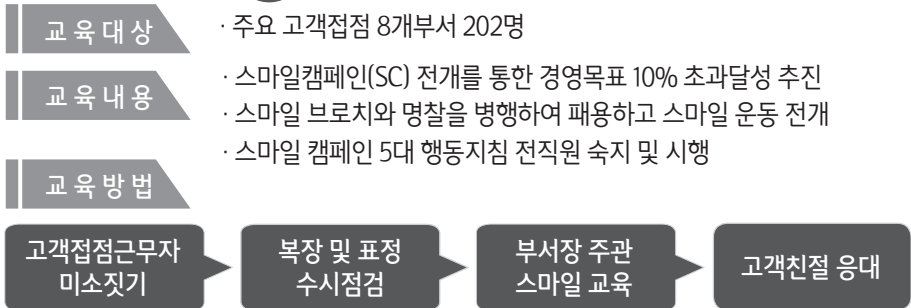 교육대상
· 주요 고객접점 8개부서 202명
교육내용
· 스마일캠페인(SC) 전개를 통한 경영목표 10% 초과달성 추진
· 스마일 브로치와 명찰을 병행하여 패용하고 스마일 운동 전개
· 스마일 캠페인 5대 행동지침 전직원 숙지 및 시행
교육방법
고객접점근무자
미소짓기
복장 및 표정
수시점검
부서장 주관
스마일 교육
고객친절 응대